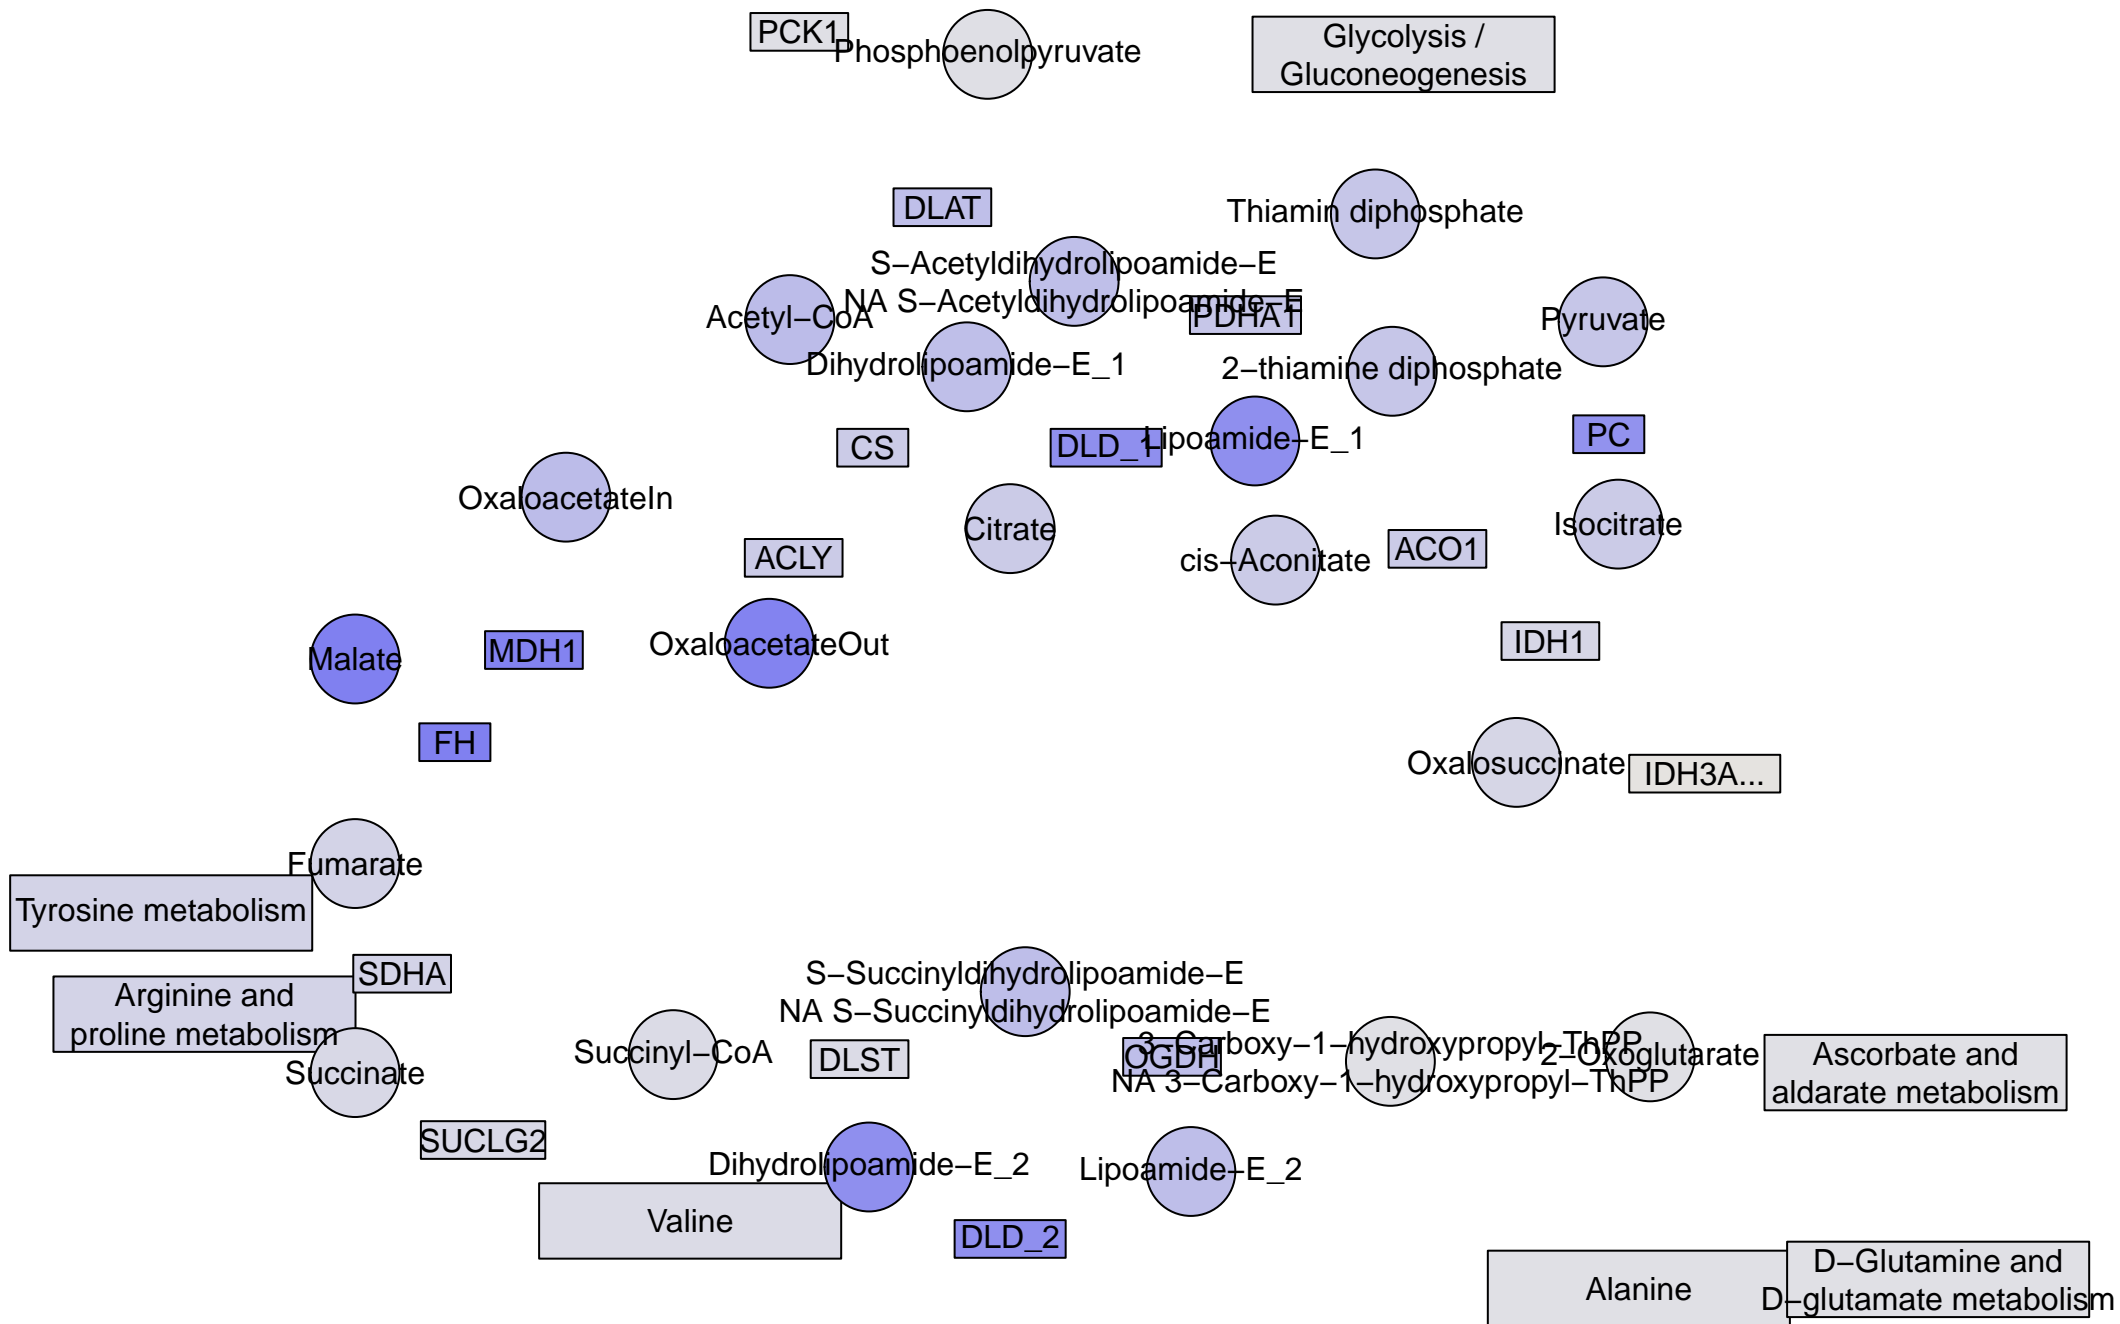 PCK1
Phosphoenolpyruvate
Glycolysis /
Gluconeogenesis
DLAT
Thiamin diphosphate
S−Acetyldihydrolipoamide−E
NA S−Acetyldihydrolipoamide−E
Acetyl−CoA
PDHA1
Pyruvate
Dihydrolipoamide−E_1
2−thiamine diphosphate
CS
DLD_1
Lipoamide−E_1
PC
OxaloacetateIn
Citrate
Isocitrate
ACLY
cis−Aconitate
ACO1
Malate
MDH1
OxaloacetateOut
IDH1
FH
Oxalosuccinate
IDH3A...
Fumarate
Tyrosine metabolism
SDHA
Arginine and
proline metabolism
S−Succinyldihydrolipoamide−E
NA S−Succinyldihydrolipoamide−E
Succinate
Succinyl−CoA
DLST
OGDH
3−Carboxy−1−hydroxypropyl−ThPP
NA 3−Carboxy−1−hydroxypropyl−ThPP
2−Oxoglutarate
Ascorbate and
aldarate metabolism
SUCLG2
Dihydrolipoamide−E_2
Lipoamide−E_2
Valine
DLD_2
Alanine
D−Glutamine and
D−glutamate metabolism